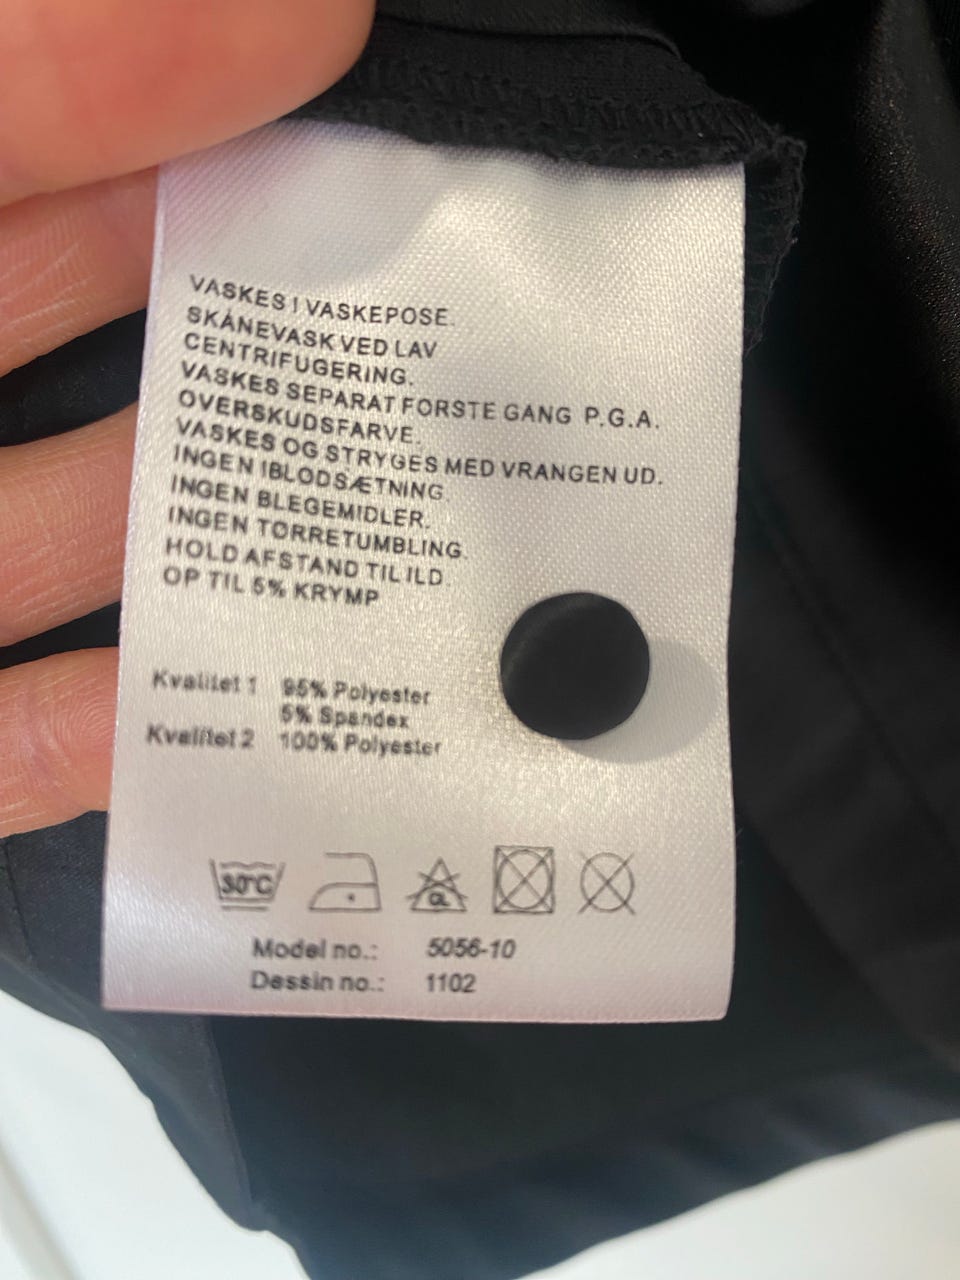 VASKES I VASKEPOSE.
SKÅNEVASK VED LAV
CENTRIFUGERING.
VASKES SEPARAT FORSTE GANG P.G.A.
OVERSKUDSFARVE.
VASKES OG STRYGES MED VRANGEN UD.
INGEN IBLODSÆTNING.
INGEN BLEGEMIDLER.
INGEN TORRETUMBLING.
HOLD AFSTAND TIL ILD.
OP TIL 5% KRYMP
Kvalitet 1 95% Polyester
5% Spandex
Kvalitet 2 100% Polyester
30°C CL
Model no.: 5056-10
Dessin no.: 1102